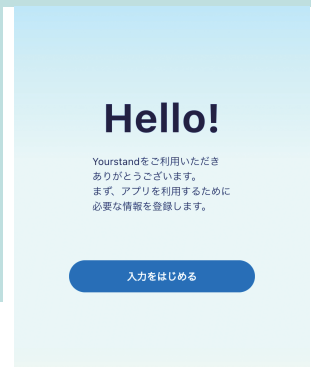 Hello!
Yourstandをご利用いただき
ありがとうございます。
まず、アプリを利用するために
必要な情報を登録します。
入力をはじめる